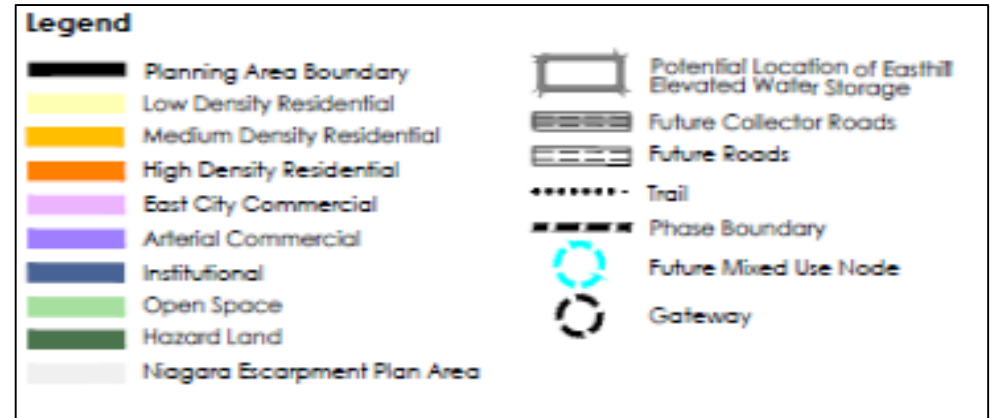 Legend
Planning Area Boundary
Low Density Residential
Medium Density Residential
High Density Residential
East City Commercial
Arterial Commercial
Institutional
Open Space
Hazard Land
Niagara Escarpment Plan Area
Potential Location of Easthill
Elevated Water Storage
Future Collector Roads
Future Roads
Trail
Phase Boundary
Future Mixed Use Node
Gateway